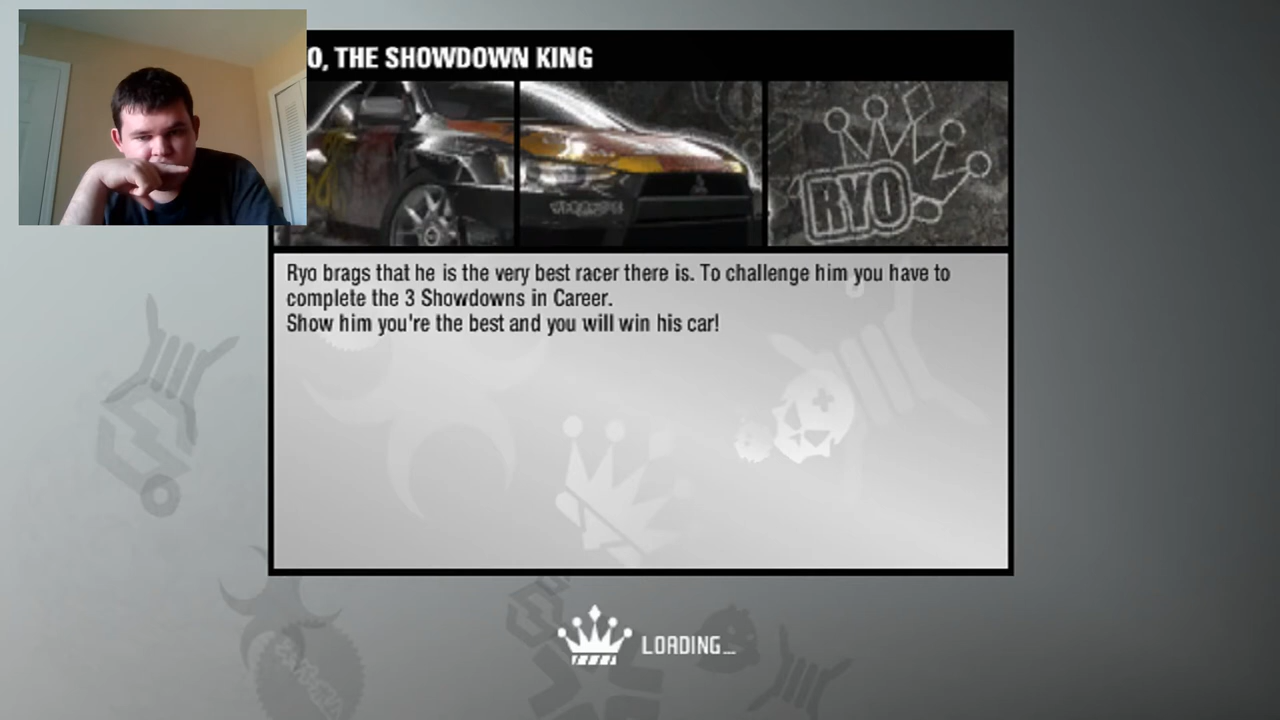 O, THE SHOWDOWN KING
RYO
Ryo brags that he is the very best racer there is. To challenge him you have to
complete the 3 Showdowns in Career.
Show him you're the best and you will win his car!
LOADING...